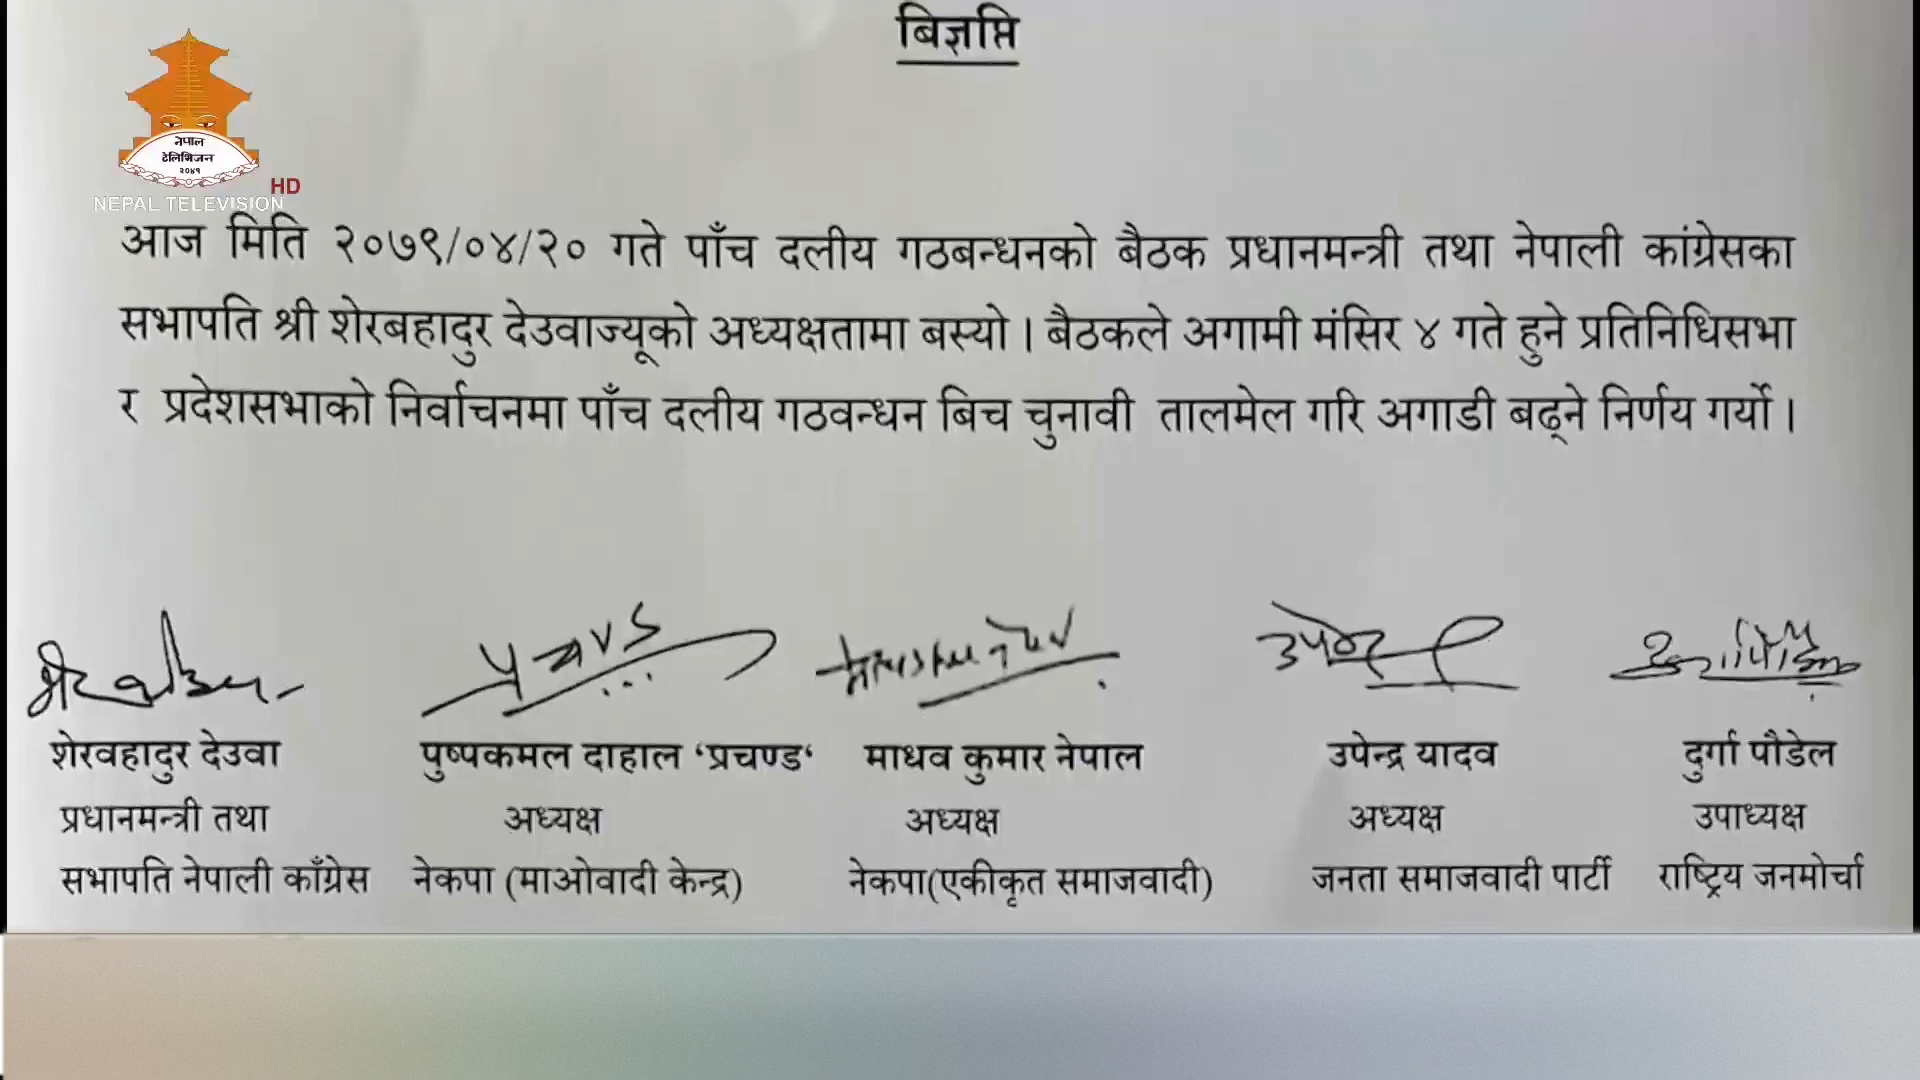 बिज्ञप्ति
नेपाल
टेलिभिजन
२०४१
HD
NEPAL TELEVISION
आज मिति २०७९/०४/२० गते पाँच दलीय गठबन्धनको बैठक प्रधानमन्त्री तथा नेपाली कांग्रेसका
सभापति श्री शेरबहादुर देउवाज्यूको अध्यक्षतामा बस्यो । बैठकले अगामी मंसिर ४ गते हुने प्रतिनिधिसभा
र प्रदेशसभाको निर्वाचनमा पाँच दलीय गठवन्धन बिच चुनावी तालमेल गरि अगाडी बढ्ने निर्णय गर्यो ।
शेरवहादुर देउवा पुष्पकमल दाहाल ‘प्रचण्ड‘ माधव कुमार नेपाल उपेन्द्र यादव दुर्गा पौडेल
प्रधानमन्त्री तथा अध्यक्ष अध्यक्ष अध्यक्ष उपाध्यक्ष
सभापति नेपाली काँग्रेस नेकपा (माओवादी केन्द्र) नेकपा(एकीकृत समाजवादी) जनता समाजवादी पार्टी राष्ट्रिय जनमोर्चा